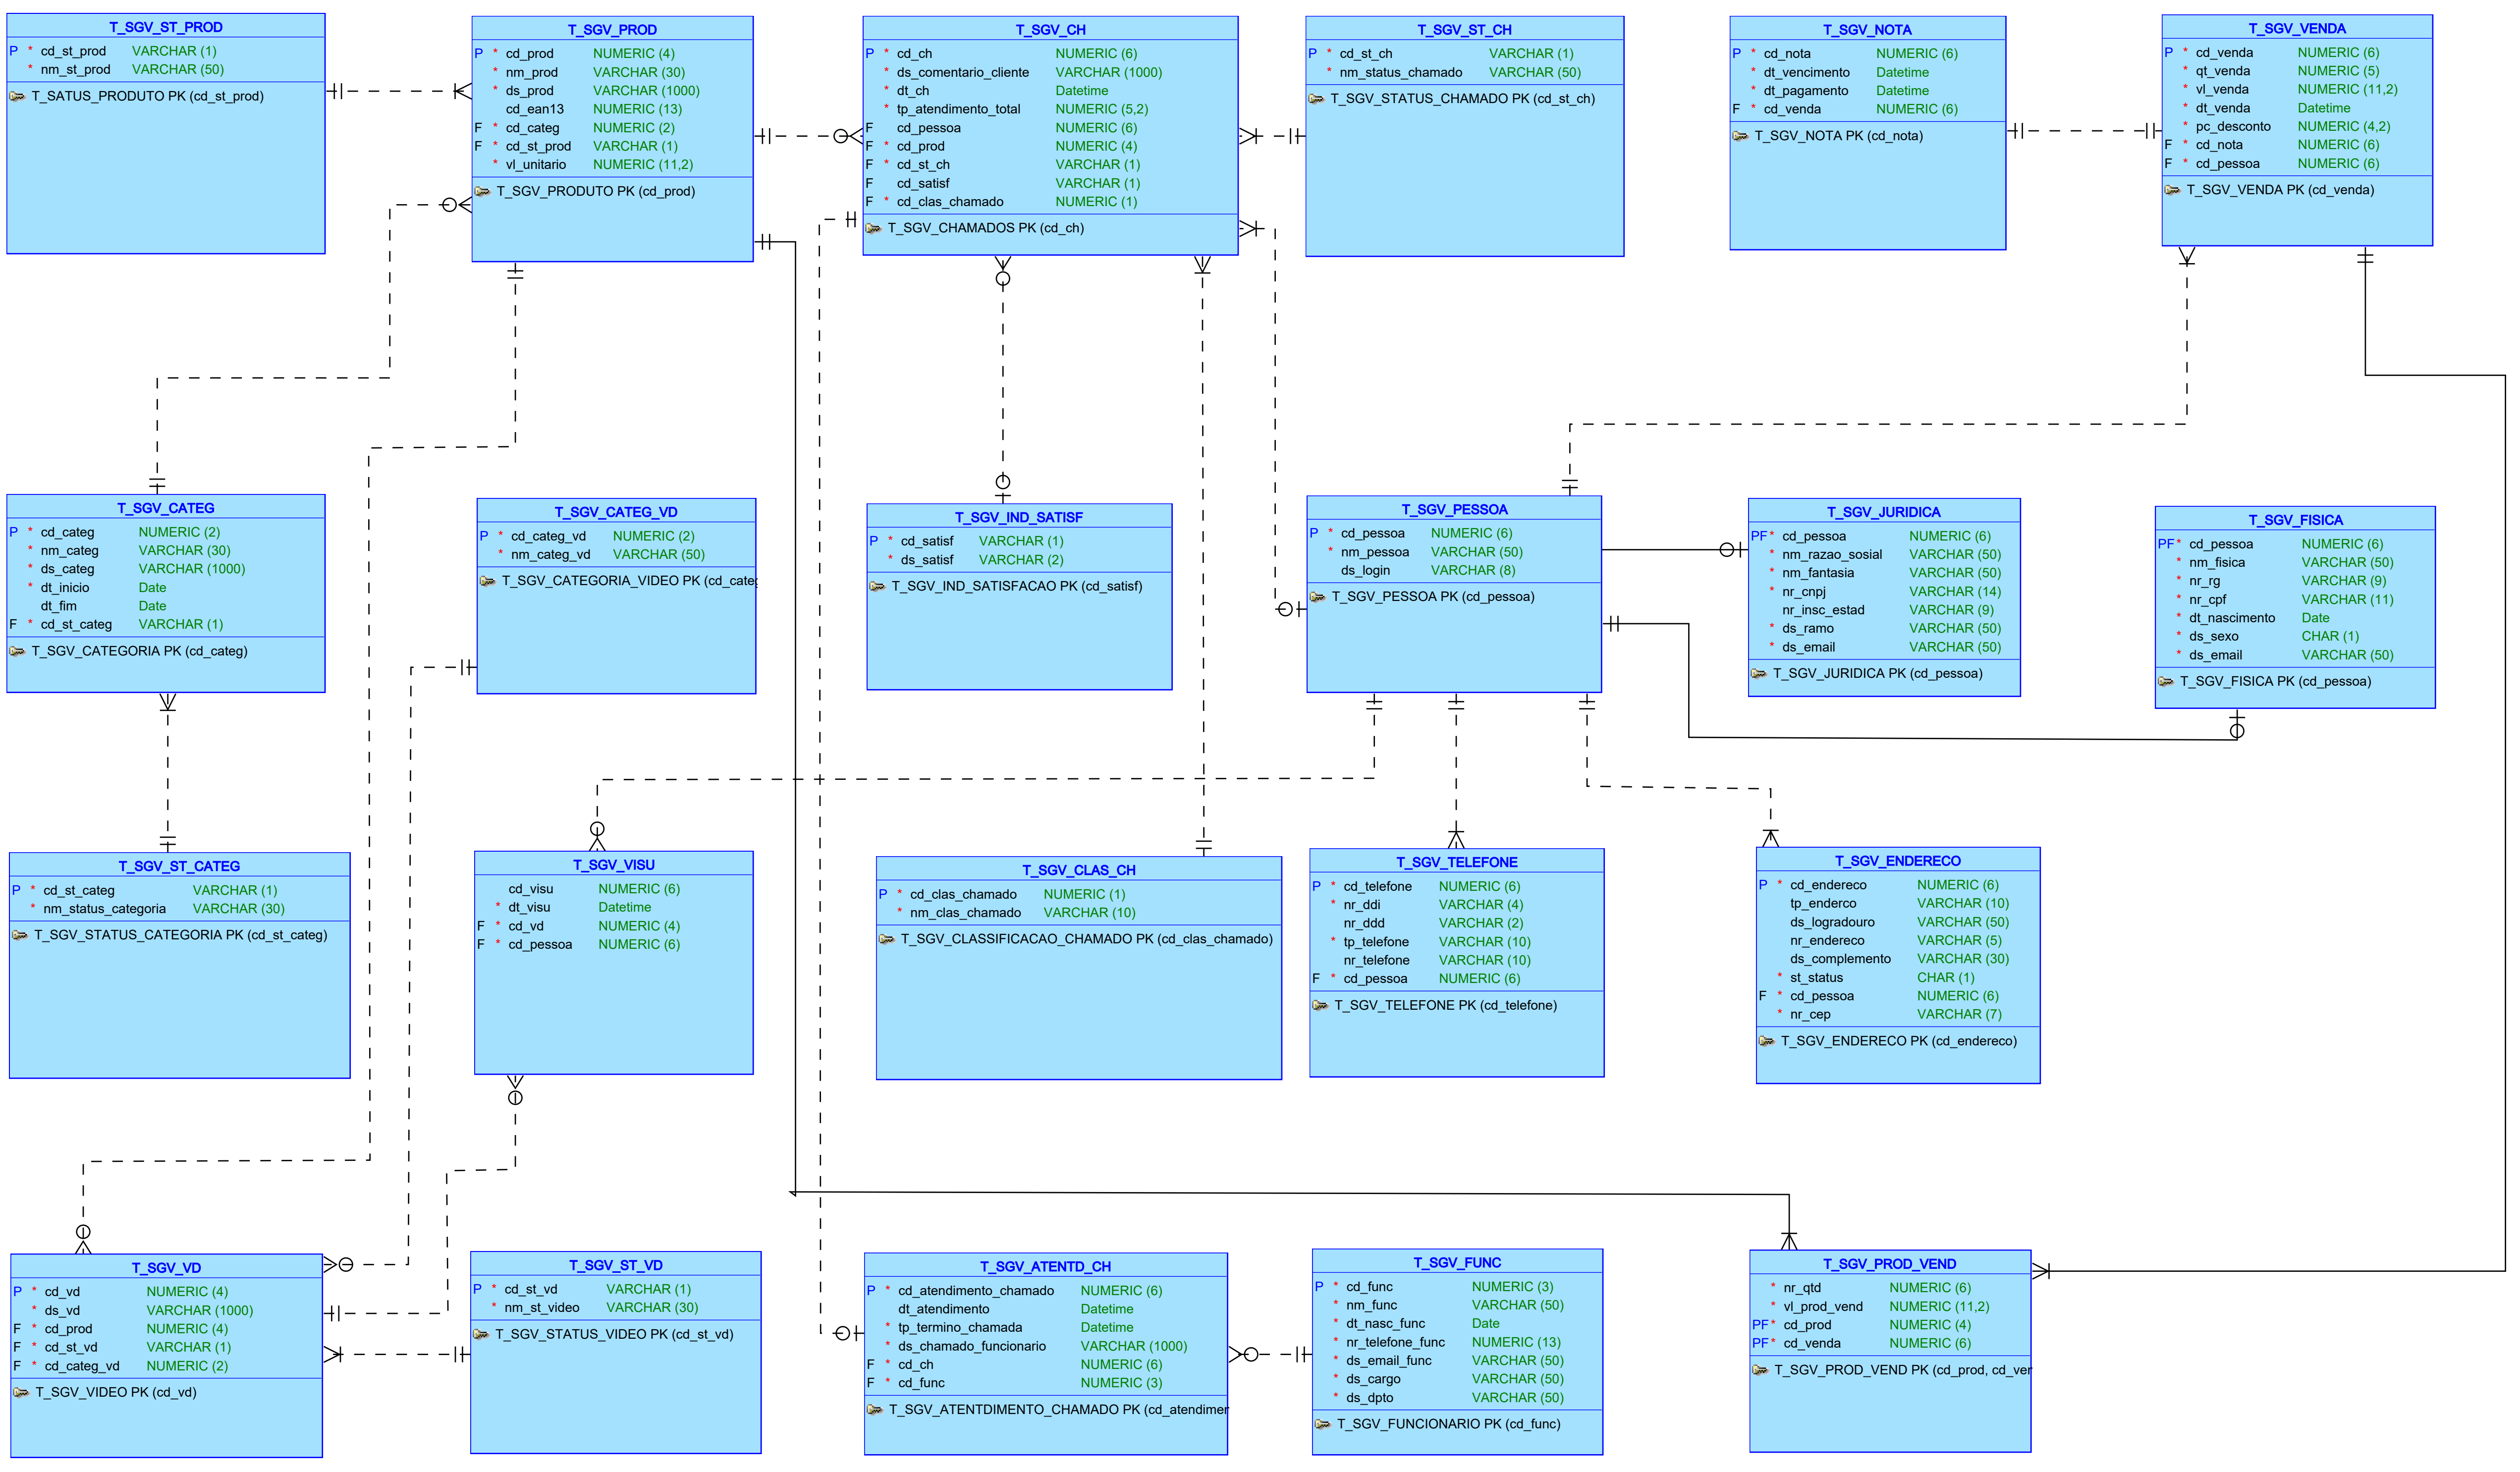 T_SGV_ST_PROD
P * cd_st_prod VARCHAR (1)
* nm_st_prod VARCHAR (50)
T_SATUS_PRODUTO PK (cd_st_prod)
T_SGV_PROD
P * cd_prod NUMERIC (4)
* nm_prod VARCHAR (30)
* ds_prod VARCHAR (1000)
cd_ean13 NUMERIC (13)
F * cd_categ NUMERIC (2)
F * cd_st_prod VARCHAR (1)
* vl_unitario NUMERIC (11,2)
T_SGV_PRODUTO PK (cd_prod)
T_SGV_CH
P * cd_ch NUMERIC (6)
* ds_comentario_cliente VARCHAR (1000)
* dt_ch Datetime
* tp_atendimento_total NUMERIC (5,2)
F cd_pessoa NUMERIC (6)
F * cd_prod NUMERIC (4)
F * cd_st_ch VARCHAR (1)
F cd_satisf VARCHAR (1)
F * cd_clas_chamado NUMERIC (1)
T_SGV_CHAMADOS PK (cd_ch)
T_SGV_ST_CH
P * cd_st_ch VARCHAR (1)
* nm_status_chamado VARCHAR (50)
T_SGV_STATUS_CHAMADO PK (cd_st_ch)
T_SGV_NOTA
P * cd_nota NUMERIC (6)
* dt_vencimento Datetime
* dt_pagamento Datetime
F * cd_venda NUMERIC (6)
T_SGV_NOTA PK (cd_nota)
T_SGV_VENDA
P * cd_venda NUMERIC (6)
* qt_venda NUMERIC (5)
* vl_venda NUMERIC (11,2)
* dt_venda Datetime
* pc_desconto NUMERIC (4,2)
F * cd_nota NUMERIC (6)
F * cd_pessoa NUMERIC (6)
T_SGV_VENDA PK (cd_venda)
T_SGV_CATEG
P * cd_categ NUMERIC (2)
* nm_categ VARCHAR (30)
* ds_categ VARCHAR (1000)
* dt_inicio Date
dt_fim Date
F * cd_st_categ VARCHAR (1)
T_SGV_CATEGORIA PK (cd_categ)
T_SGV_CATEG_VD
P * cd_categ_vd NUMERIC (2)
* nm_categ_vd VARCHAR (50)
T_SGV_CATEGORIA_VIDEO PK (cd_categ
T_SGV_IND_SATISF
P * cd_satisf VARCHAR (1)
* ds_satisf VARCHAR (2)
T_SGV_IND_SATISFACAO PK (cd_satisf)
T_SGV_PESSOA
P * cd_pessoa NUMERIC (6)
* nm_pessoa VARCHAR (50)
ds_login VARCHAR (8)
T_SGV_PESSOA PK (cd_pessoa)
T_SGV_JURIDICA
PF * cd_pessoa NUMERIC (6)
* nm_razao_sosial VARCHAR (50)
* nm_fantasia VARCHAR (50)
* nr_cnpj VARCHAR (14)
nr_insc_estad VARCHAR (9)
* ds_ramo VARCHAR (50)
* ds_email VARCHAR (50)
T_SGV_JURIDICA PK (cd_pessoa)
T_SGV_FISICA
PF * cd_pessoa NUMERIC (6)
* nm_fisica VARCHAR (50)
* nr_rg VARCHAR (9)
* nr_cpf VARCHAR (11)
* dt_nascimento Date
* ds_sexo CHAR (1)
* ds_email VARCHAR (50)
T_SGV_FISICA PK (cd_pessoa)
T_SGV_ST_CATEG
P * cd_st_categ VARCHAR (1)
* nm_status_categoria VARCHAR (30)
T_SGV_STATUS_CATEGORIA PK (cd_st_categ)
T_SGV_VISU
cd_visu NUMERIC (6)
* dt_visu Datetime
F * cd_vd NUMERIC (4)
F * cd_pessoa NUMERIC (6)
T_SGV_CLAS_CH
P * cd_clas_chamado NUMERIC (1)
* nm_clas_chamado VARCHAR (10)
T_SGV_CLASSIFICACAO_CHAMADO PK (cd_clas_chamado)
T_SGV_TELEFONE
P * cd_telefone NUMERIC (6)
* nr_ddi VARCHAR (4)
nr_ddd VARCHAR (2)
* tp_telefone VARCHAR (10)
nr_telefone VARCHAR (10)
F * cd_pessoa NUMERIC (6)
T_SGV_TELEFONE PK (cd_telefone)
T_SGV_ENDERECO
P * cd_endereco NUMERIC (6)
tp_enderco VARCHAR (10)
ds_logradouro VARCHAR (50)
nr_endereco VARCHAR (5)
ds_complemento VARCHAR (30)
* st_status CHAR (1)
F * cd_pessoa NUMERIC (6)
* nr_cep VARCHAR (7)
T_SGV_ENDERECO PK (cd_endereco)
T_SGV_VD
P * cd_vd NUMERIC (4)
* ds_vd VARCHAR (1000)
F * cd_prod NUMERIC (4)
F * cd_st_vd VARCHAR (1)
F * cd_categ_vd NUMERIC (2)
T_SGV_VIDEO PK (cd_vd)
T_SGV_ST_VD
P * cd_st_vd VARCHAR (1)
* nm_st_video VARCHAR (30)
T_SGV_STATUS_VIDEO PK (cd_st_vd)
T_SGV_ATENTD_CH
P * cd_atendimento_chamado NUMERIC (6)
dt_atendimento Datetime
* tp_termino_chamada Datetime
* ds_chamado_funcionario VARCHAR (1000)
F * cd_ch NUMERIC (6)
F * cd_func NUMERIC (3)
T_SGV_ATENTDIMENTO_CHAMADO PK (cd_atendimer
T_SGV_FUNC
P * cd_func NUMERIC (3)
* nm_func VARCHAR (50)
* dt_nasc_func Date
* nr_telefone_func NUMERIC (13)
* ds_email_func VARCHAR (50)
* ds_cargo VARCHAR (50)
* ds_dpto VARCHAR (50)
T_SGV_FUNCIONARIO PK (cd_func)
T_SGV_PROD_VEND
* nr_qtd NUMERIC (6)
* vl_prod_vend NUMERIC (11,2)
PF * cd_prod NUMERIC (4)
PF * cd_venda NUMERIC (6)
T_SGV_PROD_VEND PK (cd_prod, cd_ver